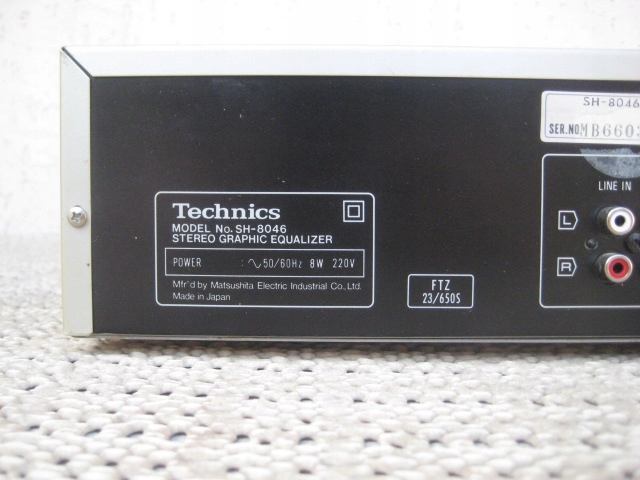 SH-8046
SER.NO.MB6603
Technics
MODEL No. SH-8046
STEREO GRAPHIC EQUALIZER
POWER : ∿50/60Hz 8W 220V
Mfr'd by Matsushita Electric Industrial Co., Ltd.
Made in Japan
FTZ
23/650S
LINE IN
L
R